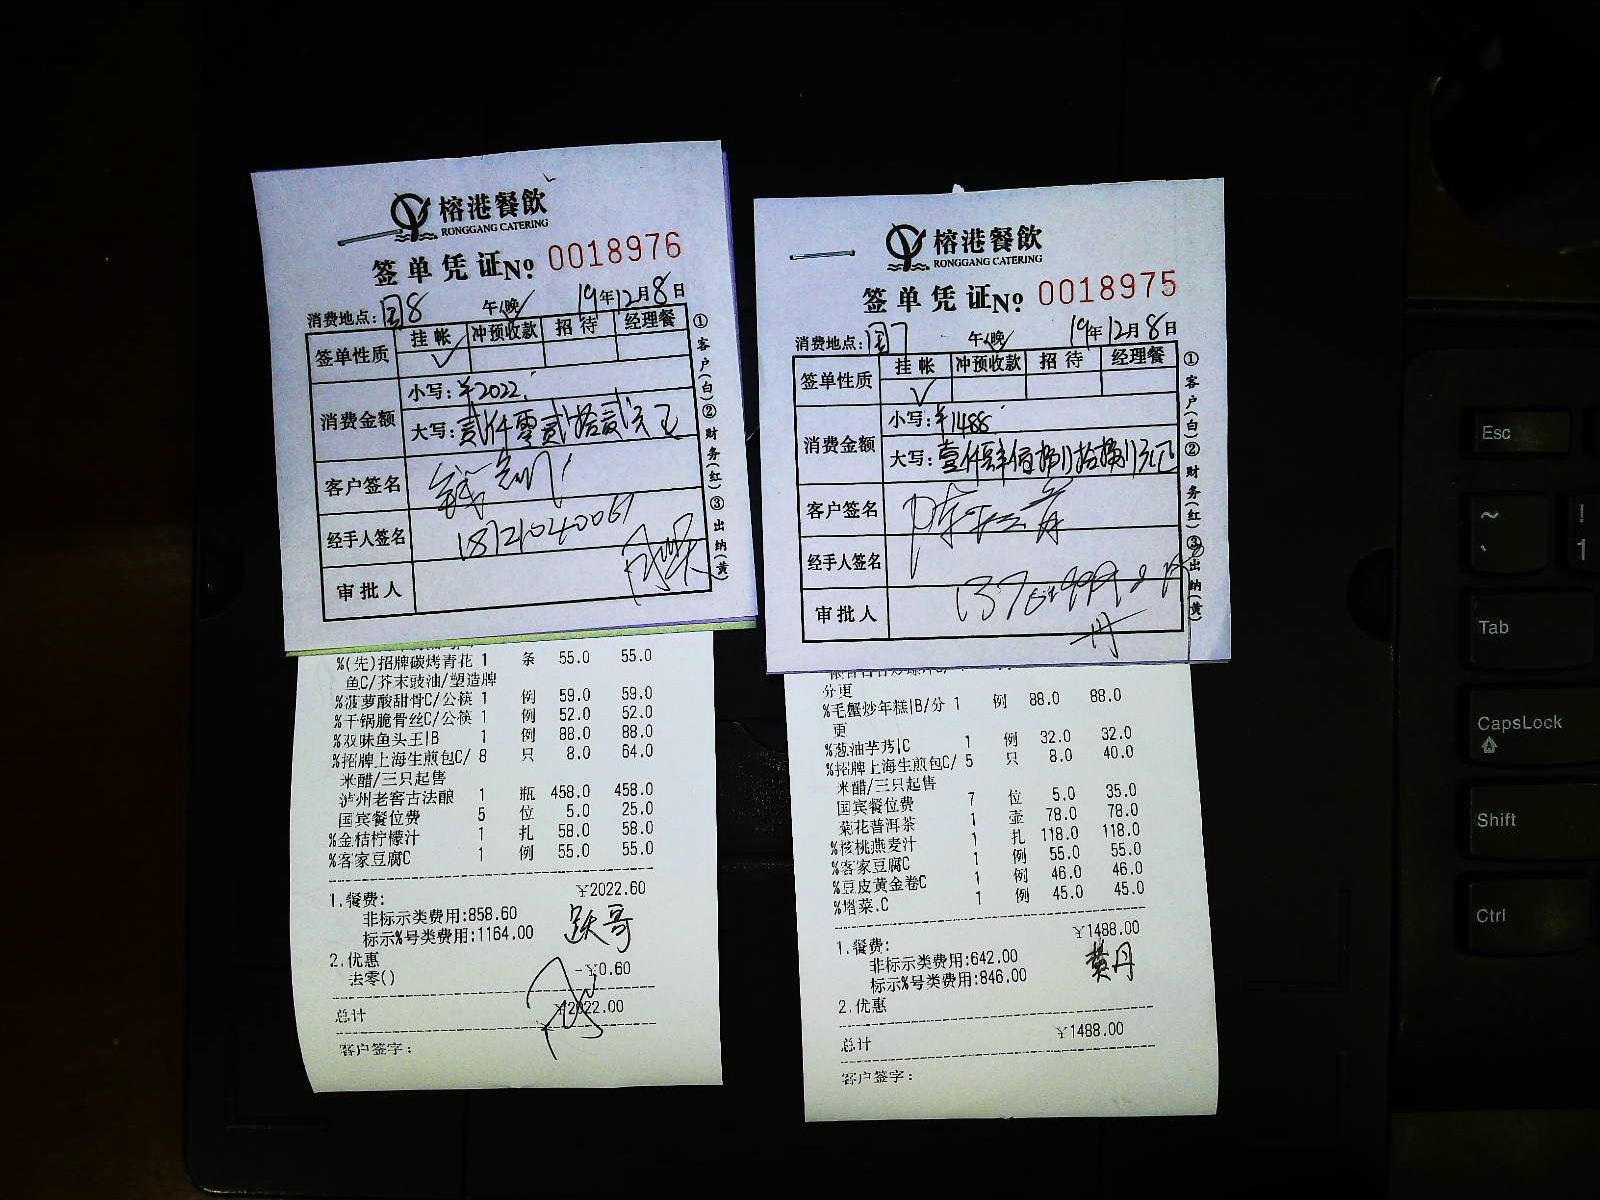 榕港餐飲
RONGGANG CATERING
签单凭证No. 0018976
消费地点: 国8 午/晚 19年12月8日
签单性质 挂帐 冲预收款 招待 经理餐
消费金额 小写: ¥2022.
大写: 贰仟零贰拾贰元正
客户签名
经手人签名 18121040061
审批人
①客户(白)②财务(红)③出纳(黄)
%(先)招牌碳烤青花 1 条 55.0 55.0
鱼C/芥末豉油/塑造牌
%菠萝酸甜骨C/公筷 1 例 59.0 59.0
%干锅脆骨丝C/公筷 1 例 52.0 52.0
%双味鱼头王|B 1 例 88.0 88.0
%招牌上海生煎包C/ 8 只 8.0 64.0
米醋/三只起售
泸州老窖古法酿 1 瓶 458.0 458.0
国宾餐位费 5 位 5.0 25.0
%金桔柠檬汁 1 扎 58.0 58.0
%客家豆腐C 1 例 55.0 55.0
1.餐费: ¥2022.60
非标示类费用:858.60
标示%号类费用:1164.00
跃哥
2.优惠
去零() -¥0.60
总计 ¥2022.00
客户签字:
榕港餐飲
RONGGANG CATERING
签单凭证No. 0018975
消费地点: 国7 午/晚 19年12月8日
签单性质 挂帐 冲预收款 招待 经理餐
消费金额 小写: ¥1488.
大写: 壹仟肆佰捌拾捌元正
客户签名
经手人签名
审批人
①客户(白)②财务(红)③出纳(黄)
分更
%毛蟹炒年糕|B/分 1 例 88.0 88.0
更
%葱油芋艿|C 1 例 32.0 32.0
%招牌上海生煎包C/ 5 只 8.0 40.0
米醋/三只起售
国宾餐位费 7 位 5.0 35.0
菊花普洱茶 1 壶 78.0 78.0
%核桃燕麦汁 1 扎 118.0 118.0
%客家豆腐C 1 例 55.0 55.0
%豆皮黄金卷C 1 例 46.0 46.0
%塔菜.C 1 例 45.0 45.0
1.餐费: ¥1488.00
非标示类费用:642.00
标示%号类费用:846.00
黄丹
2.优惠
总计 ¥1488.00
客户签字:
Esc
~
!
1
Tab
CapsLock
Shift
Ctrl